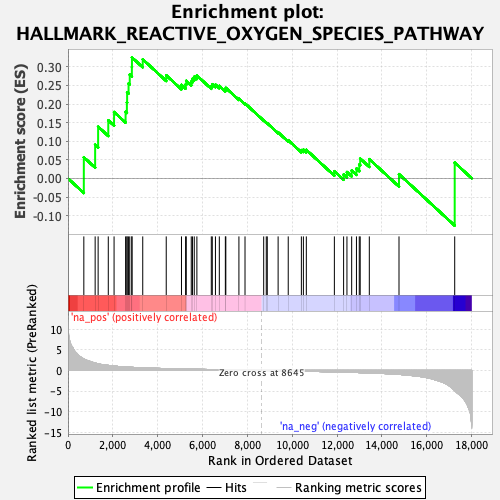 Enrichment plot:
HALLMARK_REACTIVE_OXYGEN_SPECIES_PATHWAY
Enrichment score (ES)
0.30
0.25
0.20
0.15
0.10
0.05
0.00
-0.05
-0.10
'na_pos' (positively correlated)
Ranked list metric (PreRanked)
10
5
0
-5
-10
-15
Zero cross at 8645
'na_neg' (negatively correlated)
0 2,000 4,000 6,000 8,000 10,000 12,000 14,000 16,000 18,000
Rank in Ordered Dataset
Enrichment profile Hits Ranking metric scores